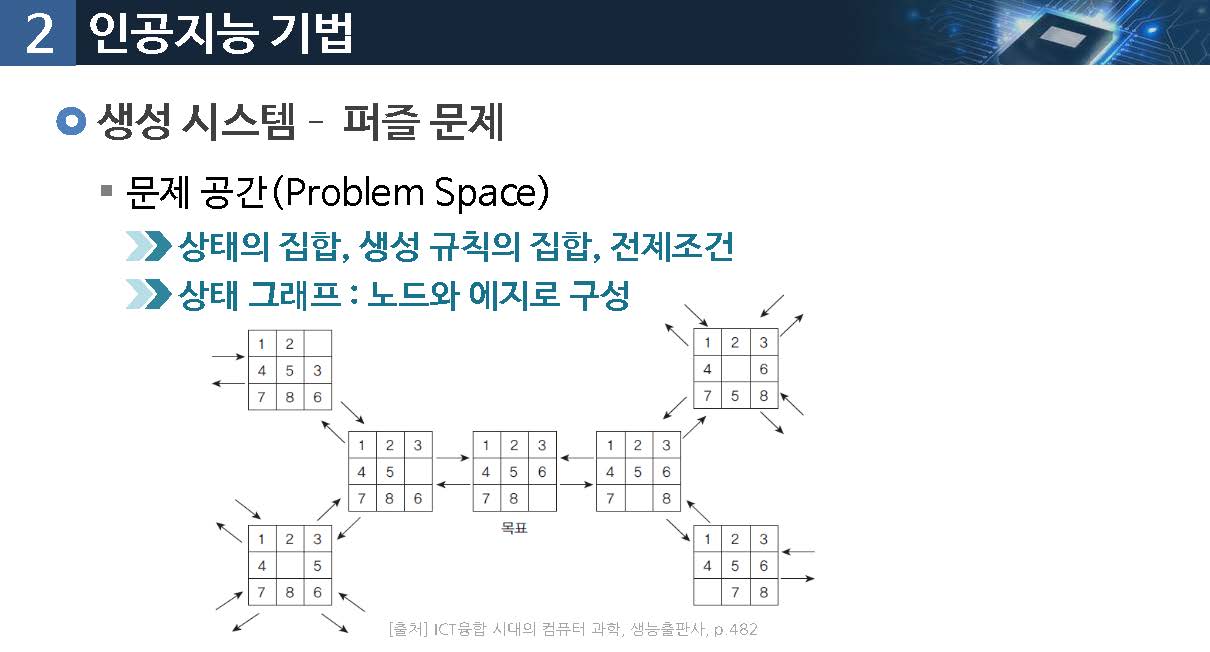 2 인공지능 기법
생성 시스템 - 퍼즐 문제
문제 공간(Problem Space)
상태의 집합, 생성 규칙의 집합, 전제조건
상태 그래프 : 노드와 에지로 구성
1 2
4 5 3
7 8 6
1 2 3
4 6
7 5 8
1 2 3
4 5
7 8 6
1 2 3
4 5 6
7 8
목표
1 2 3
4 5 6
7 8
1 2 3
4 5
7 8 6
1 2 3
4 5 6
7 8
[출처] ICT융합 시대의 컴퓨터 과학, 생능출판사, p.482